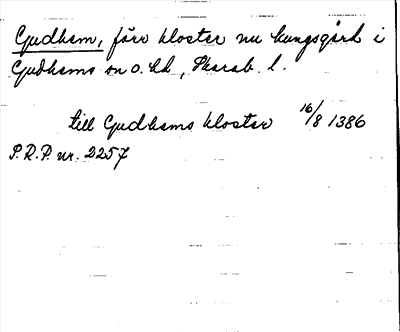 Gudhem, förr kloster nu kungsgård i
Gudhems sn o. hd, Skarab. l.
till Gudhems kloster 16/8 1386
P.R.P. nr. 2257